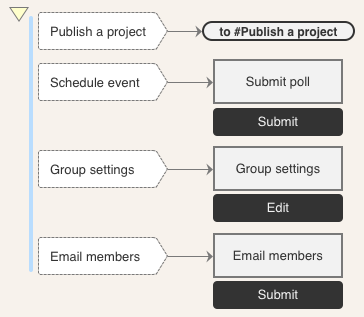 Publish a project
to #Publish a project
Schedule event
Submit poll
Submit
Group settings
Group settings
Edit
Email members
Email members
Submit